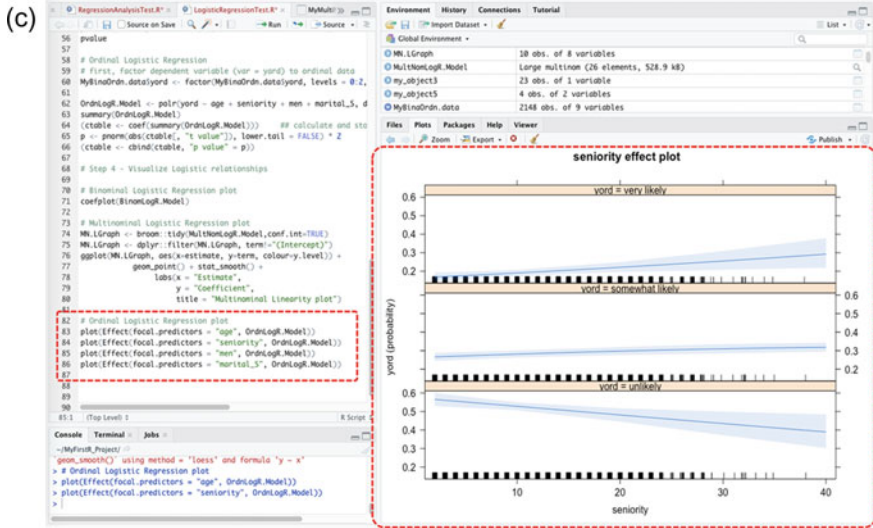 (c)
RegressionAnalysisTest.R*
LogisticRegressionTest.R*
Source on Save
Run
Source
56 pvalue
57
58 # Ordinal Logistic Regression
59 # first, factor dependent variable (var = yord) to ordinal data
60 MyBinaOrdn.data$yord <- factor(MyBinaOrdn.data$yord, levels = 0:2,
61
62 OrdnLogR.Model <- polr(yord ~ age + seniority + men + marital_S, d
63 summary(OrdnLogR.Model)
64 (ctable <- coef(summary(OrdnLogR.Model))) ## calculate and sto
65 p <- pnorm(abs(ctable[, "t value"]), lower.tail = FALSE) * 2
66 (ctable <- cbind(ctable, "p value" = p))
67
68 # Step 4 - Visualize Logistic relationships
69
70 # Binominal Logistic Regression plot
71 coefplot(BinomLogR.Model)
72
73 # Multinominal Logistic Regression plot
74 MN.LGraph <- broom::tidy(MultNomLogR.Model,conf.int=TRUE)
75 MN.LGraph <- dplyr::filter(MN.LGraph, term!="(Intercept)")
76 ggplot(MN.LGraph, aes(x=estimate, y=term, colour=y.level)) +
77 geom_point() + stat_smooth() +
78 labs(x = "Estimate",
79 y = "Coefficient",
80 title = "Multinominal Linearity plot")
81
82 # Ordinal Logistic Regression plot
83 plot(Effect(focal.predictors = "age", OrdnLogR.Model))
84 plot(Effect(focal.predictors = "seniority", OrdnLogR.Model))
85 plot(Effect(focal.predictors = "men", OrdnLogR.Model))
86 plot(Effect(focal.predictors = "marital_S", OrdnLogR.Model))
87
88
89
90
85:1 (Top Level) R Script
Console Terminal Jobs
~/MyFirstR_Project/
`geom_smooth()` using method = 'loess' and formula 'y ~ x'
> # Ordinal Logistic Regression plot
> plot(Effect(focal.predictors = "age", OrdnLogR.Model))
> plot(Effect(focal.predictors = "seniority", OrdnLogR.Model))
>
Environment History Connections Tutorial
Import Dataset List
Global Environment
MN.LGraph 10 obs. of 8 variables
MultNomLogR.Model Large multinom (26 elements, 528.9 kB)
my_object3 23 obs. of 1 variable
my_object5 4 obs. of 2 variables
MyBinaOrdn.data 2148 obs. of 9 variables
Files Plots Packages Help Viewer
Zoom Export Publish
seniority effect plot
yord = very likely
0.6
0.5
0.4
0.3
0.2
yord = somewhat likely
0.6
0.5
0.4
0.3
0.2
yord = unlikely
0.6
0.5
0.4
0.3
0.2
yord (probability)
10 20 30 40
seniority